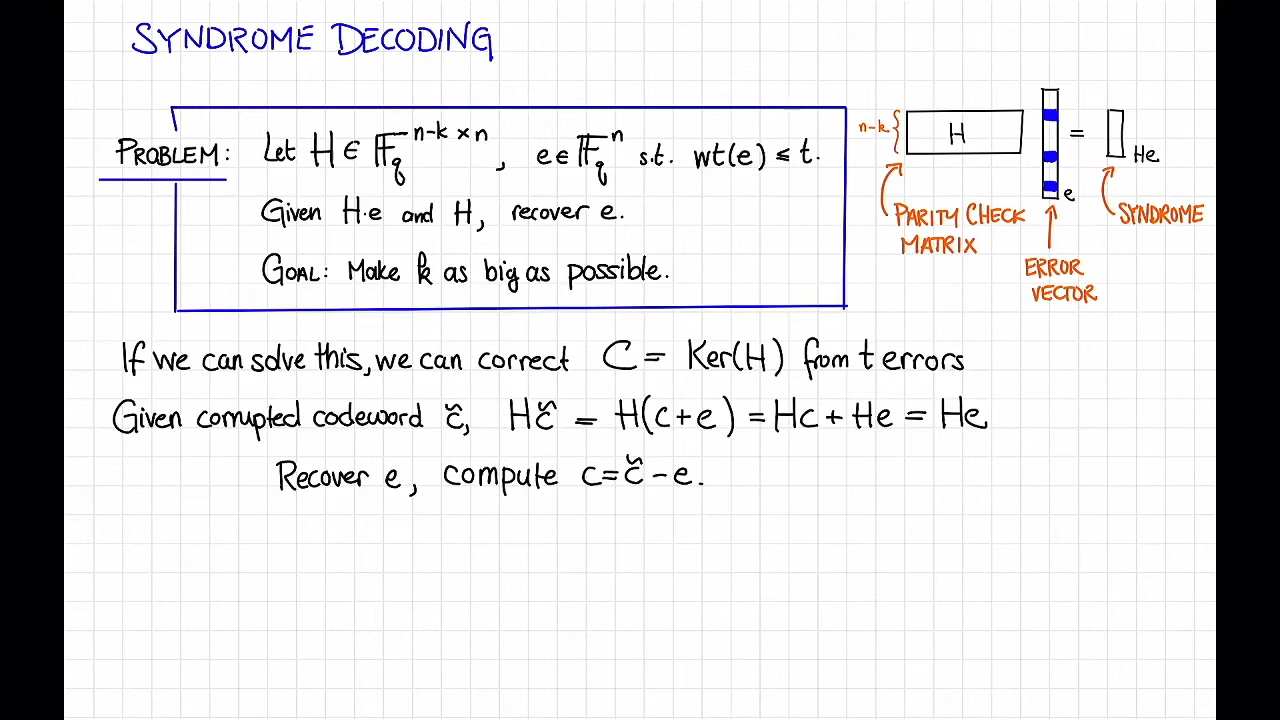 SYNDROME DECODING
PROBLEM: Let H ∈ 𝔽_q^{n-k×n}, e ∈ 𝔽_q^n s.t. wt(e) ≤ t.
Given H·e and H, recover e.
GOAL: Make k as big as possible.
n-k { H e = He
PARITY CHECK
MATRIX
ERROR
VECTOR
SYNDROME
If we can solve this, we can correct C = Ker(H) from t errors
Given corrupted codeword č, Hč = H(c+e) = Hc + He = He
Recover e, compute c = č - e.